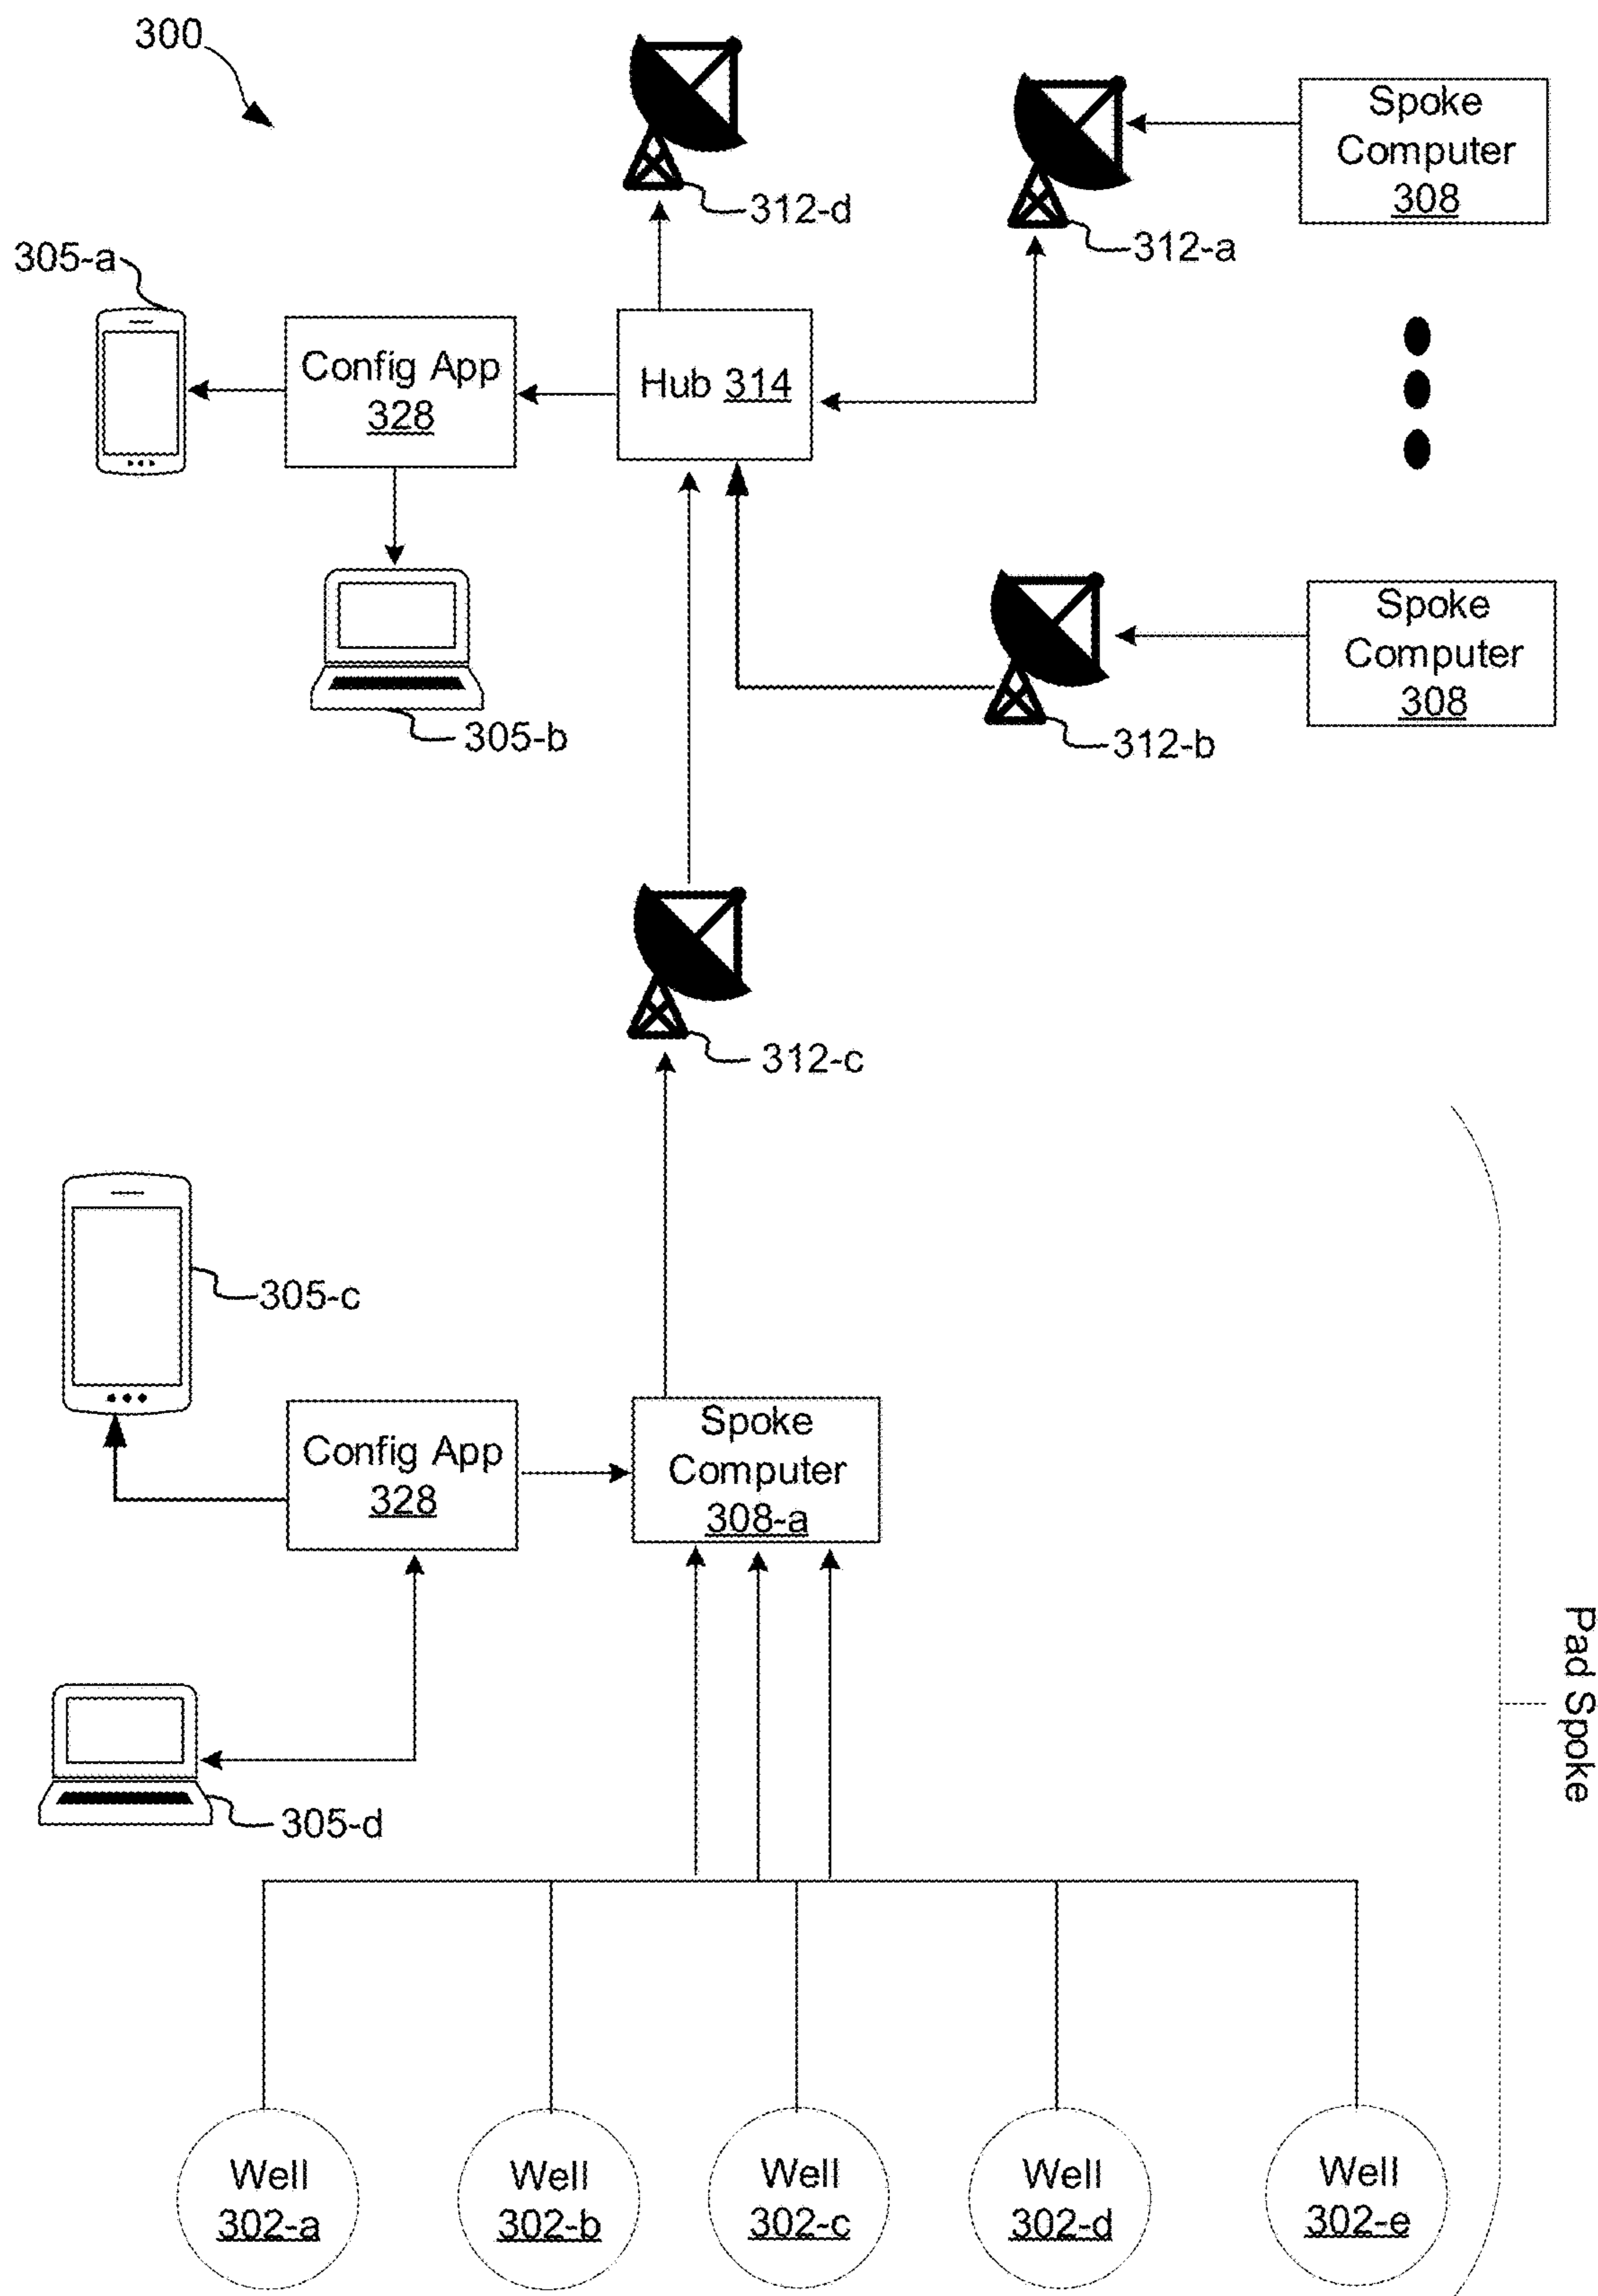 300
312-d
Spoke
Computer
308
312-a
305-a
Config App
328
Hub 314
305-b
Spoke
Computer
308
312-b
312-c
305-c
Config App
328
Spoke
Computer
308-a
Pad Spoke
305-d
Well
302-a
Well
302-b
Well
302-c
Well
302-d
Well
302-e